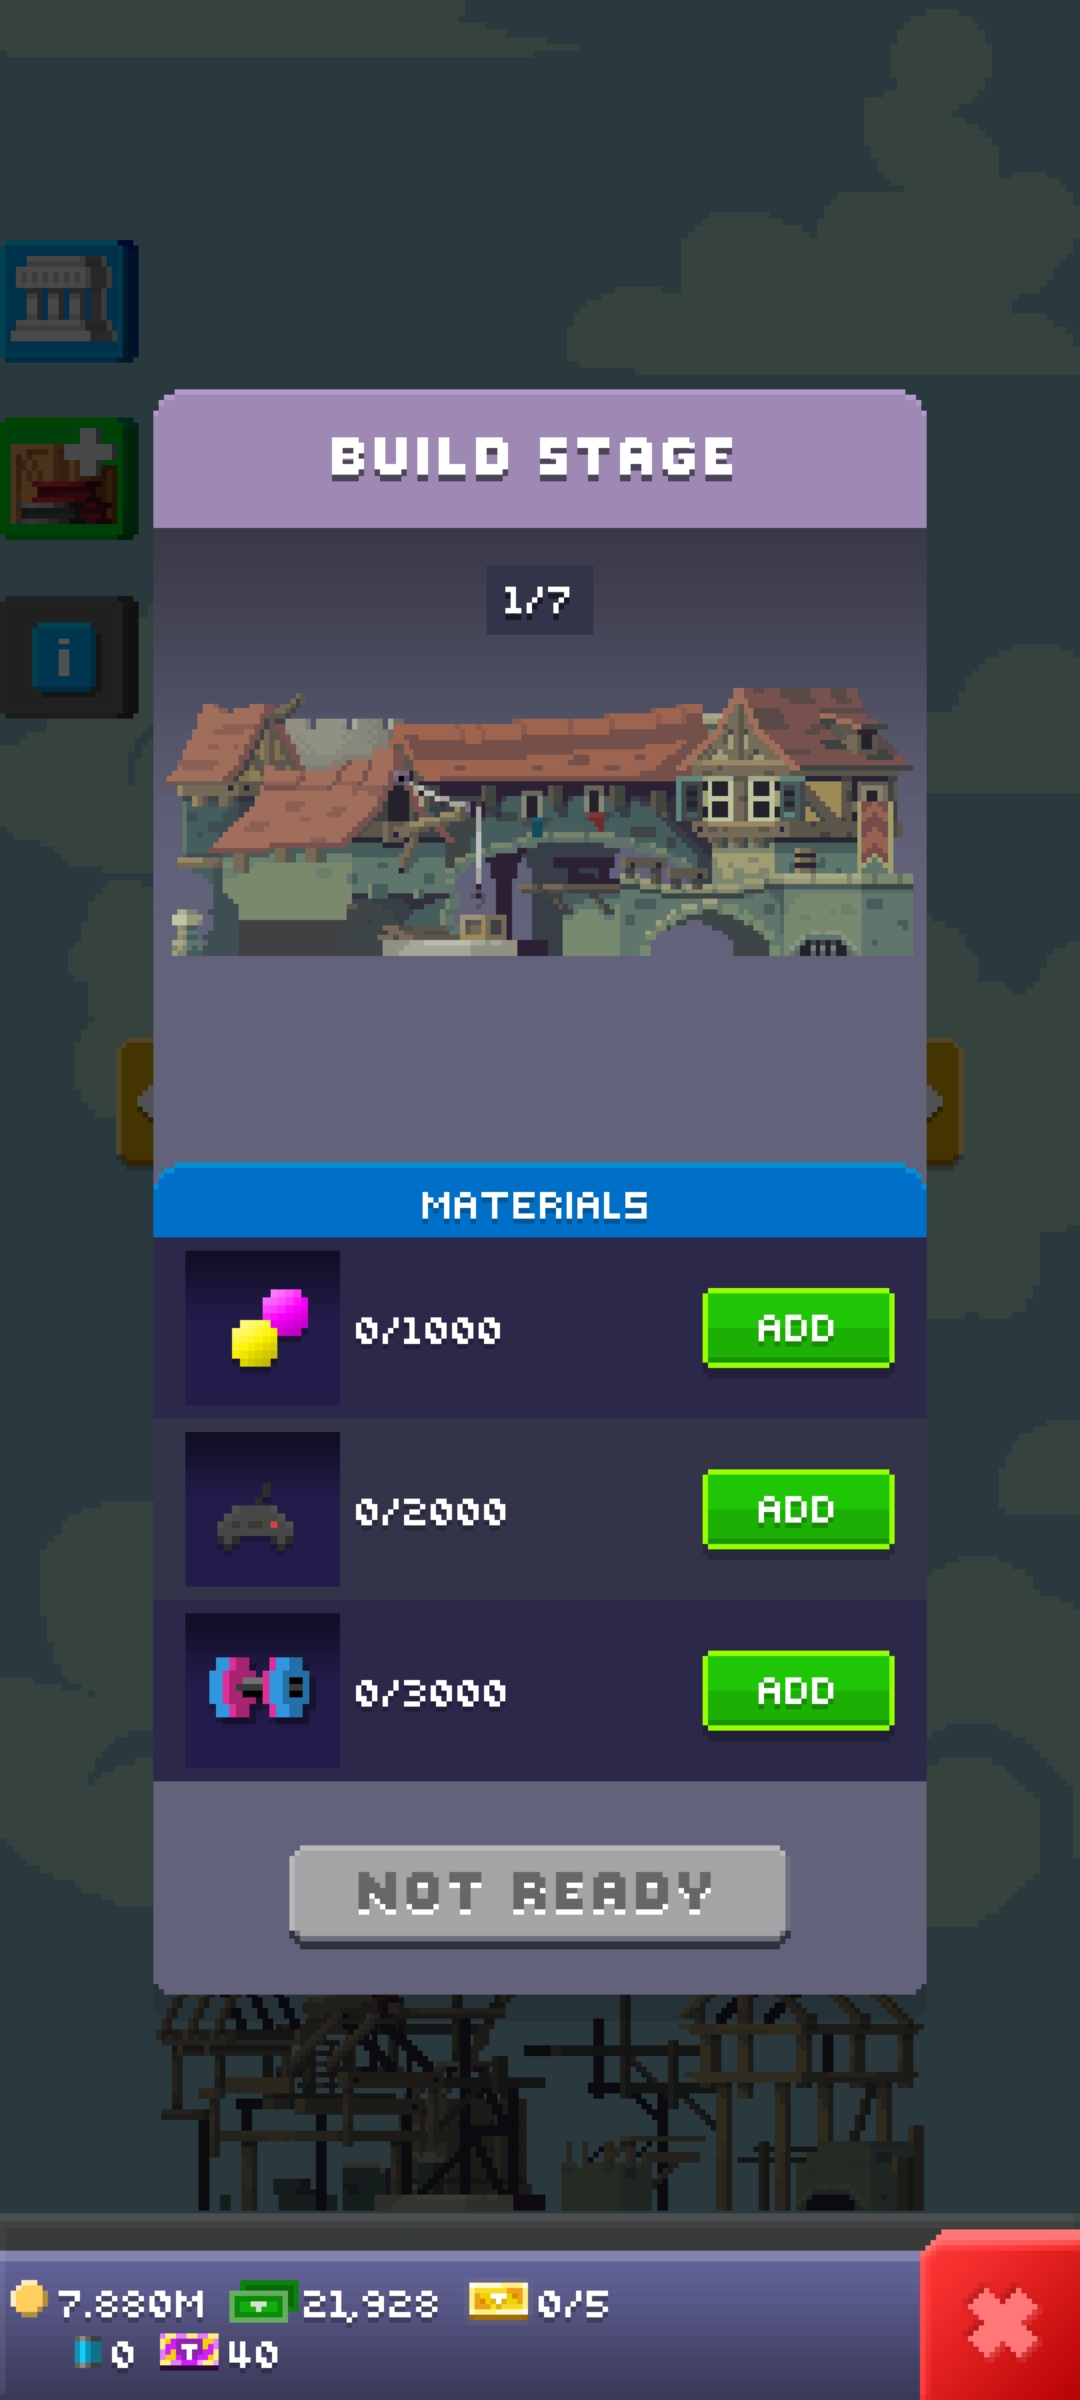 BUILD STAGE
1/7
MATERIALS
0/1000
ADD
0/2000
ADD
0/3000
ADD
NOT READY
7.880M 21,928 0/5
0 40